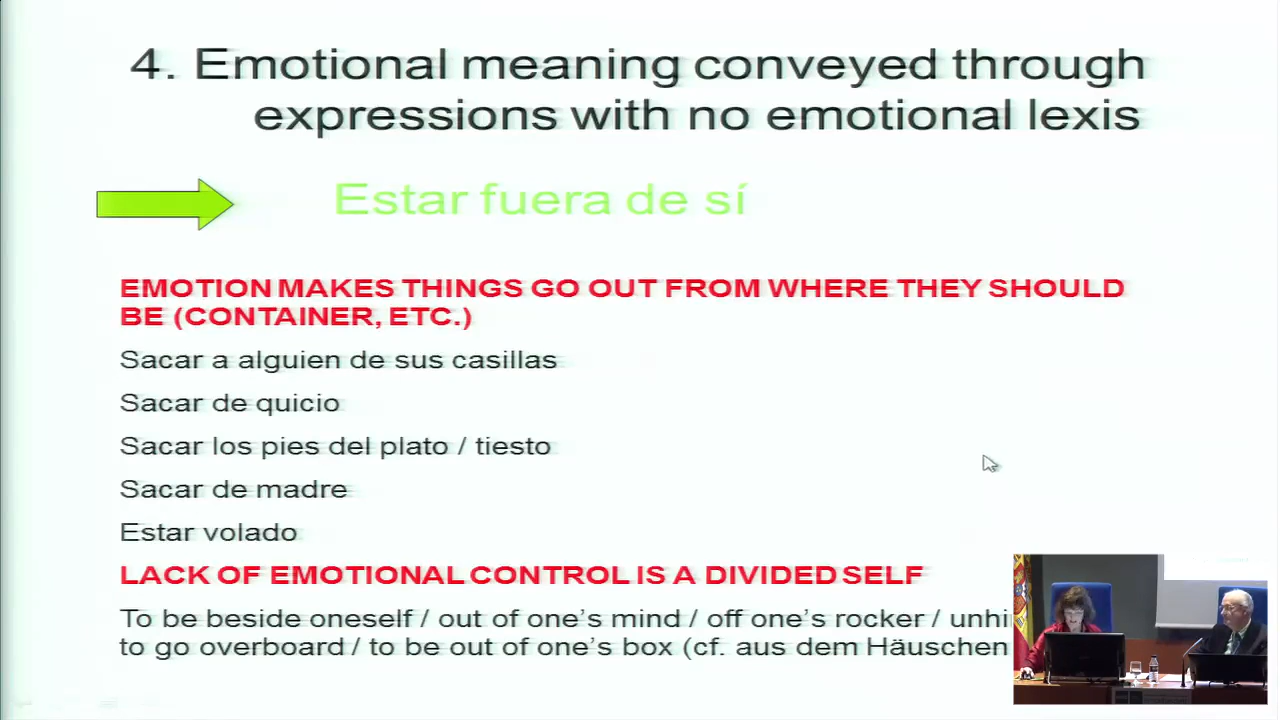 4. Emotional meaning conveyed through
expressions with no emotional lexis
Estar fuera de sí
EMOTION MAKES THINGS GO OUT FROM WHERE THEY SHOULD
BE (CONTAINER, ETC.)
Sacar a alguien de sus casillas
Sacar de quicio
Sacar los pies del plato / tiesto
Sacar de madre
Estar volado
LACK OF EMOTIONAL CONTROL IS A DIVIDED SELF
To be beside oneself / out of one's mind / off one's rocker /
to go overboard / to be out of one's box (cf. aus dem Häuschen